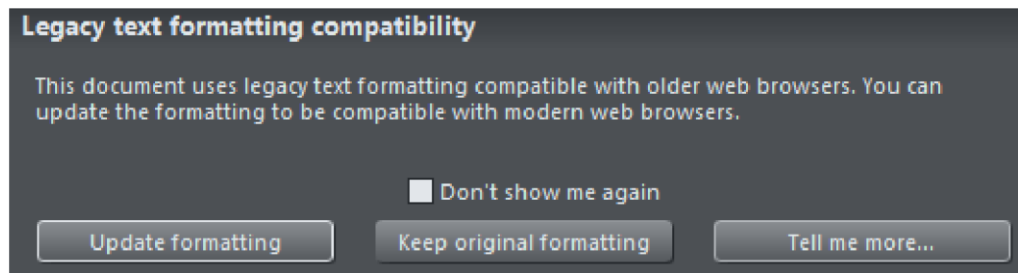 Legacy text formatting compatibility
This document uses legacy text formatting compatible with older web browsers. You can
update the formatting to be compatible with modern web browsers.
Don't show me again
Update formatting
Keep original formatting
Tell me more...